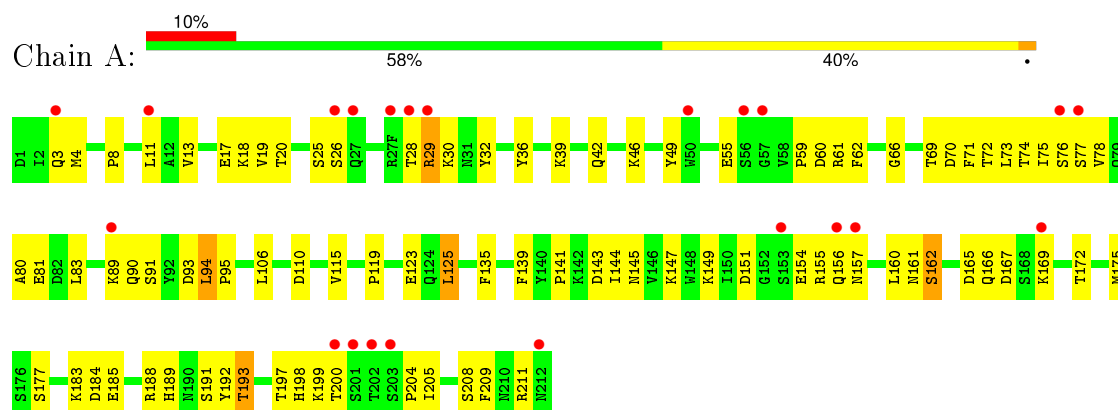 10%
Chain A:
58% 40% •
D1 I2 Q3 M4 P8 L11 A12 V13 E17 K18 V19 T20 S25 S26 Q27 R27F T28 R29 K30 N31 Y32 Y36 K39 Q42 K46 Y49 W50 E55 S56 G57 V58 P59 D60 R61 F62 G66 T69 D70 F71 T72 L73 T74 I75 S76 S77 V78 Q79
A80 E81 D82 L83 K89 Q90 S91 Y92 D93 L94 P95 L106 D110 V115 P119 E123 Q124 L125 F135 F139 Y140 P141 K142 D143 I144 N145 V146 K147 W148 K149 I150 D151 G152 S153 E154 R155 Q156 N157 L160 N161 S162 D165 Q166 D167 S168 K169 T172 M175
S176 S177 K183 D184 E185 R188 H189 N190 S191 Y192 T193 T197 H198 K199 T200 S201 T202 S203 P204 I205 S208 F209 N210 R211 N212